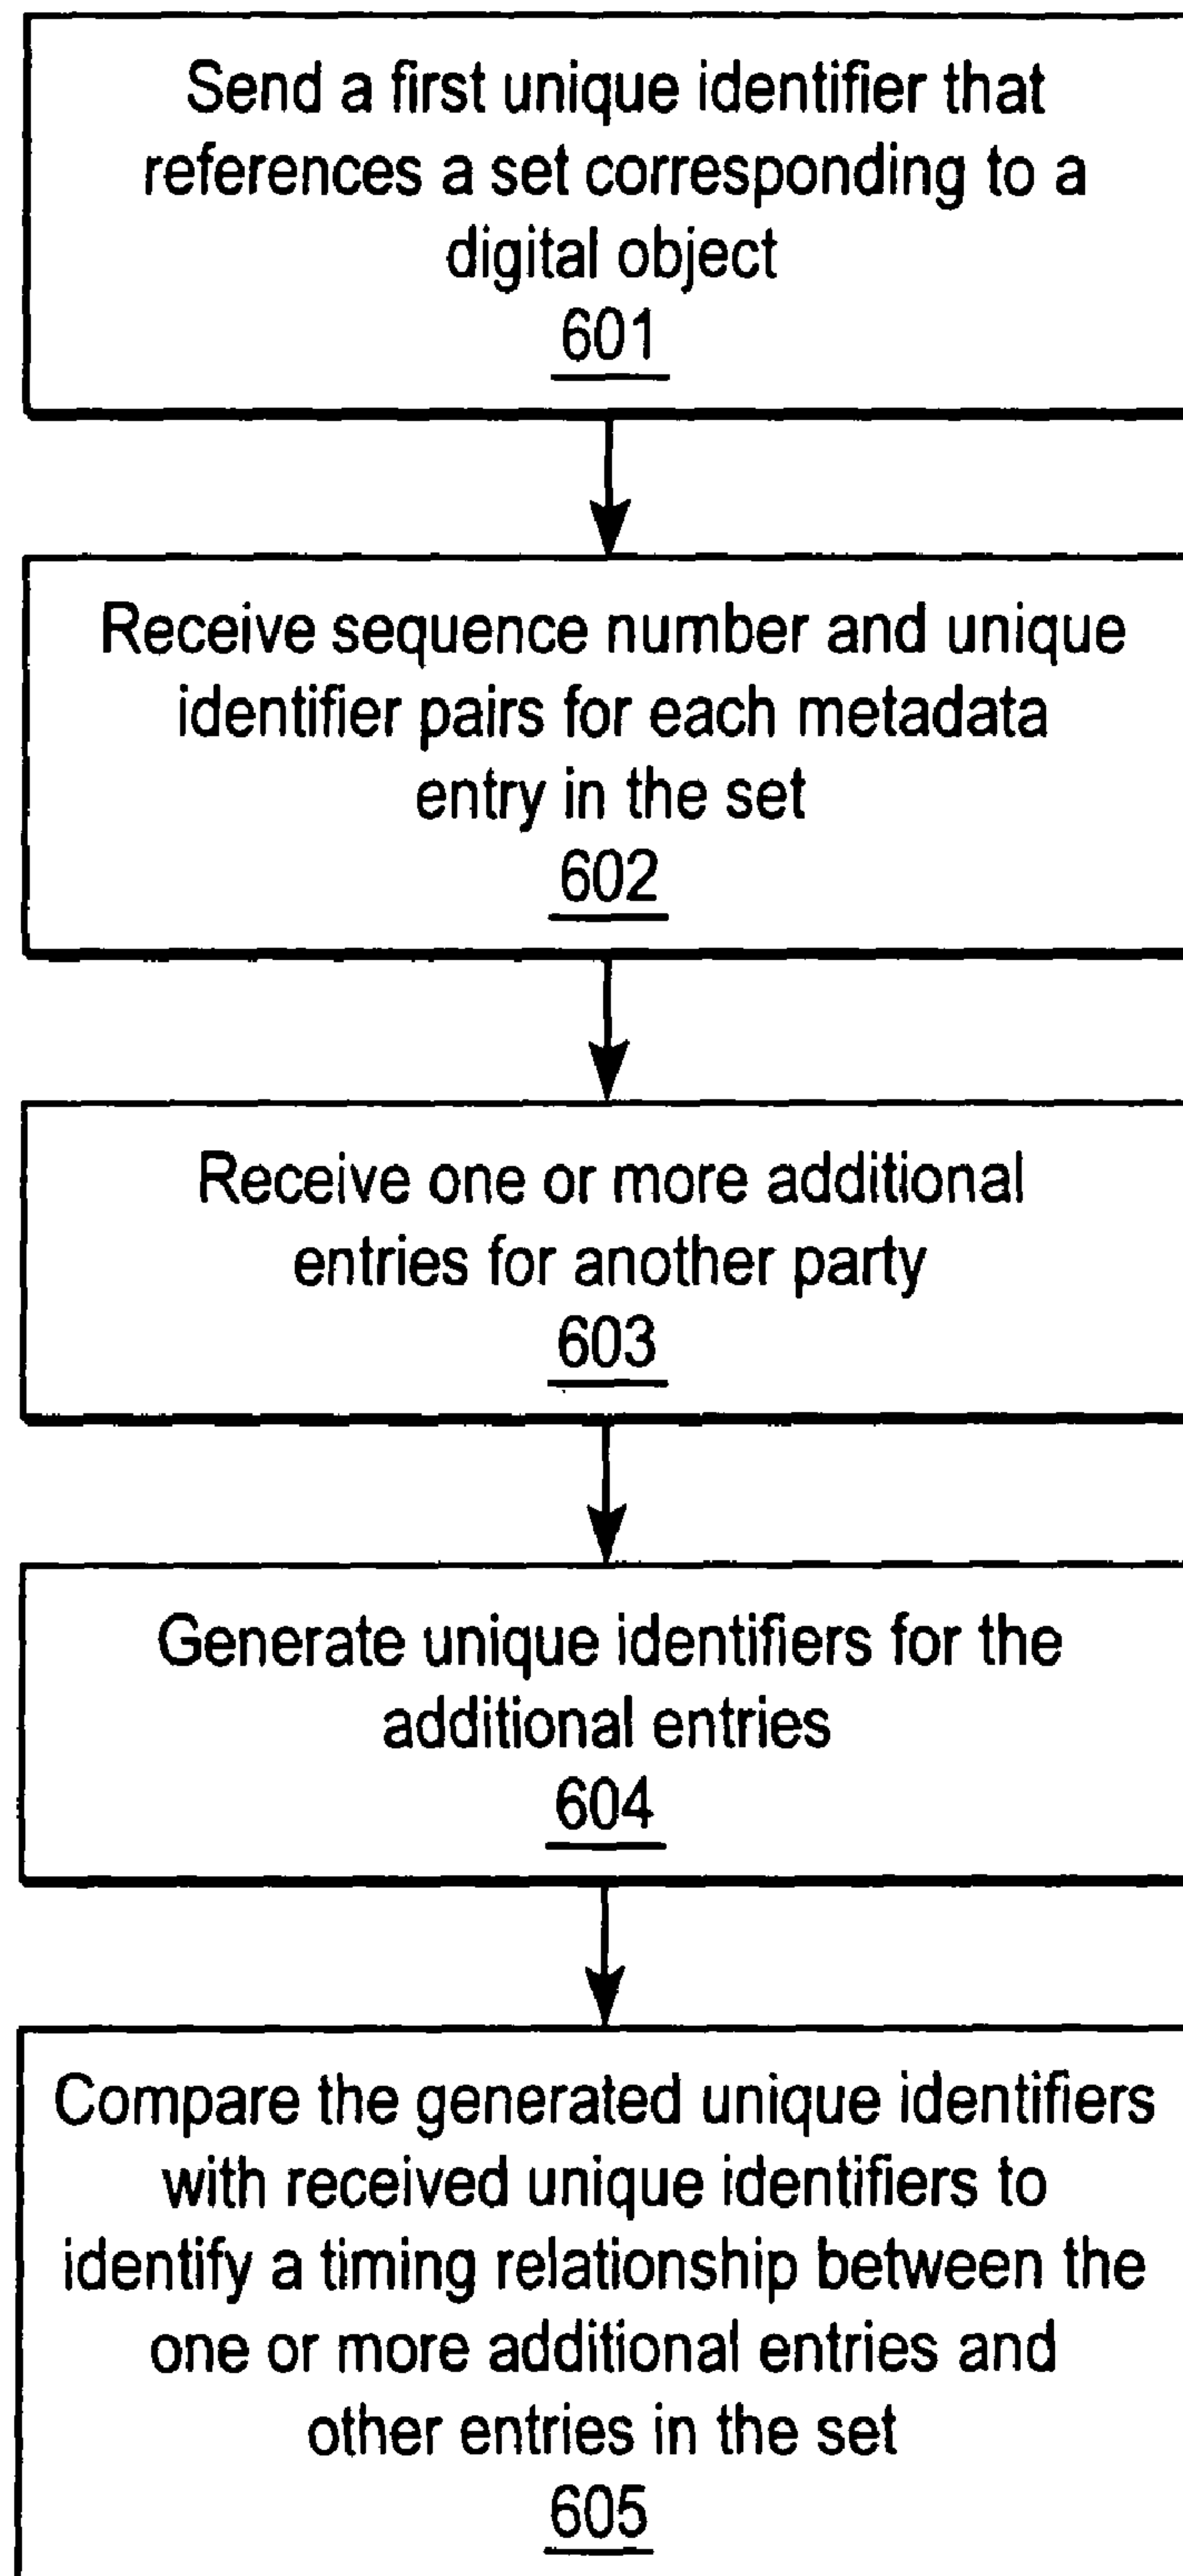 Send a first unique identifier that
references a set corresponding to a
digital object
601
Receive sequence number and unique
identifier pairs for each metadata
entry in the set
602
Receive one or more additional
entries for another party
603
Generate unique identifiers for the
additional entries
604
Compare the generated unique identifiers
with received unique identifiers to
identify a timing relationship between the
one or more additional entries and
other entries in the set
605